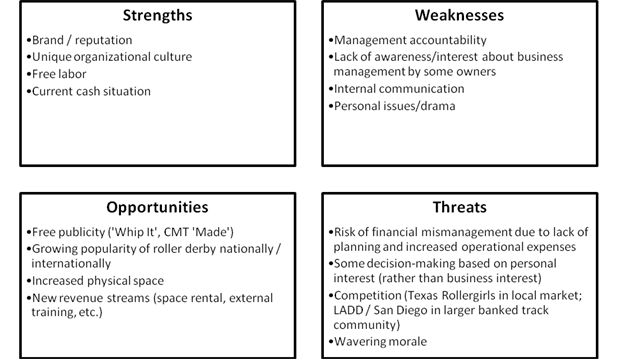 Strengths
•Brand / reputation
•Unique organizational culture
•Free labor
•Current cash situation
Weaknesses
•Management accountability
•Lack of awareness/interest about business
management by some owners
•Internal communication
•Personal issues/drama
Opportunities
•Free publicity ('Whip It', CMT 'Made')
•Growing popularity of roller derby nationally /
internationally
•Increased physical space
•New revenue streams (space rental, external
training, etc.)
Threats
•Risk of financial mismanagement due to lack of
planning and increased operational expenses
•Some decision-making based on personal
interest (rather than business interest)
•Competition (Texas Rollergirls in local market;
LADD / San Diego in larger banked track
community)
•Wavering morale